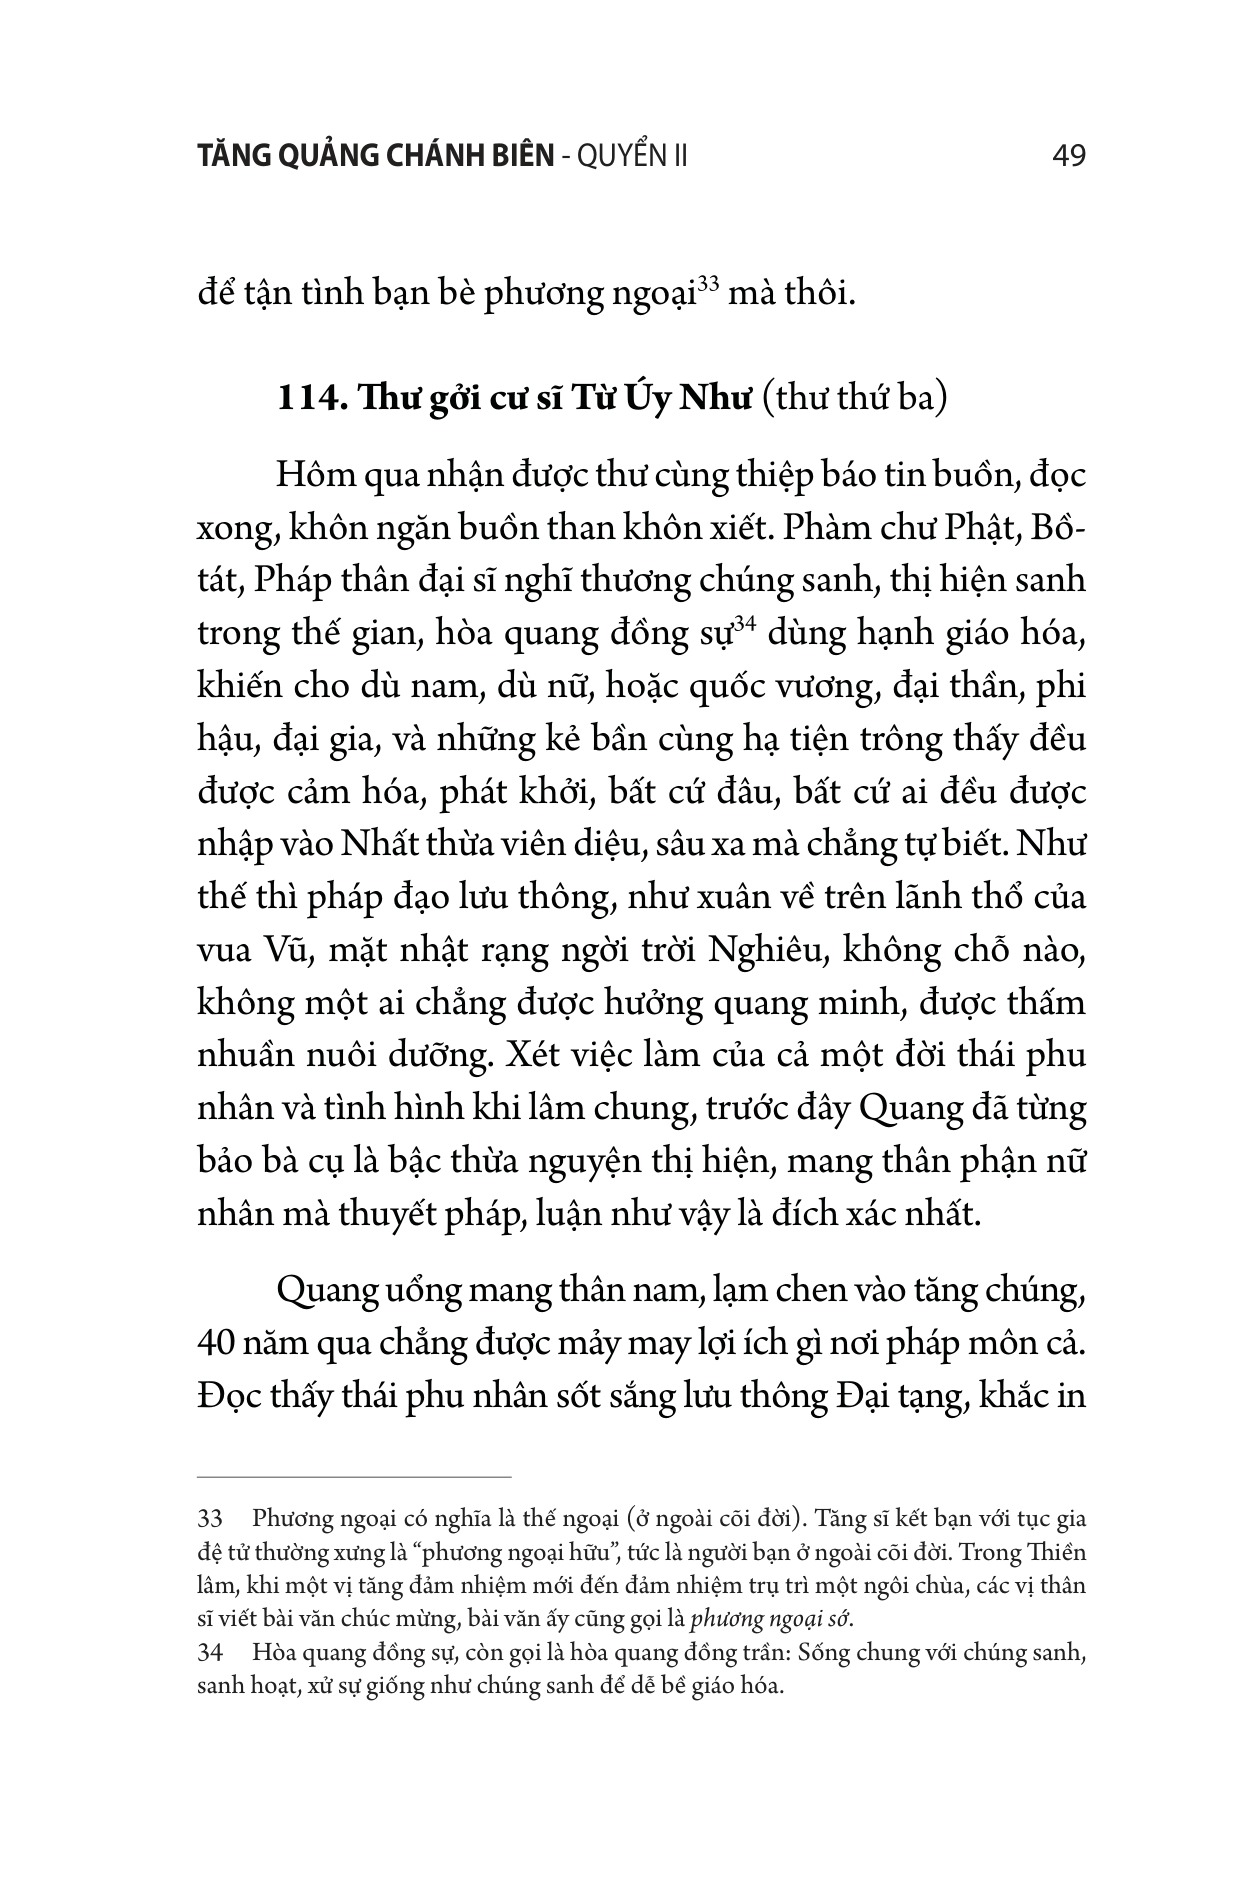 TĂNG QUẢNG CHÁNH BIÊN - QUYỂN II 49
để tận tình bạn bè phương ngoại33 mà thôi.
114. Thư gởi cư sĩ Từ Úy Như (thư thứ ba)
Hôm qua nhận được thư cùng thiệp báo tin buồn, đọc
xong, khôn ngăn buồn than khôn xiết. Phàm chư Phật, Bồ-
tát, Pháp thân đại sĩ nghĩ thương chúng sanh, thị hiện sanh
trong thế gian, hòa quang đồng sự34 dùng hạnh giáo hóa,
khiến cho dù nam, dù nữ, hoặc quốc vương, đại thần, phi
hậu, đại gia, và những kẻ bần cùng hạ tiện trông thấy đều
được cảm hóa, phát khởi, bất cứ đâu, bất cứ ai đều được
nhập vào Nhất thừa viên diệu, sâu xa mà chẳng tự biết. Như
thế thì pháp đạo lưu thông, như xuân về trên lãnh thổ của
vua Vũ, mặt nhật rạng ngời trời Nghiêu, không chỗ nào,
không một ai chẳng được hưởng quang minh, được thấm
nhuần nuôi dưỡng. Xét việc làm của cả một đời thái phu
nhân và tình hình khi lâm chung, trước đây Quang đã từng
bảo bà cụ là bậc thừa nguyện thị hiện, mang thân phận nữ
nhân mà thuyết pháp, luận như vậy là đích xác nhất.
Quang uổng mang thân nam, lạm chen vào tăng chúng,
40 năm qua chẳng được mảy may lợi ích gì nơi pháp môn cả.
Đọc thấy thái phu nhân sốt sắng lưu thông Đại tạng, khắc in
33 Phương ngoại có nghĩa là thế ngoại (ở ngoài cõi đời). Tăng sĩ kết bạn với tục gia
đệ tử thường xưng là “phương ngoại hữu”, tức là người bạn ở ngoài cõi đời. Trong Thiền
lâm, khi một vị tăng đảm nhiệm mới đến đảm nhiệm trụ trì một ngôi chùa, các vị thân
sĩ viết bài văn chúc mừng, bài văn ấy cũng gọi là phương ngoại sớ.
34 Hòa quang đồng sự, còn gọi là hòa quang đồng trần: Sống chung với chúng sanh,
sanh hoạt, xử sự giống như chúng sanh để dễ bề giáo hóa.